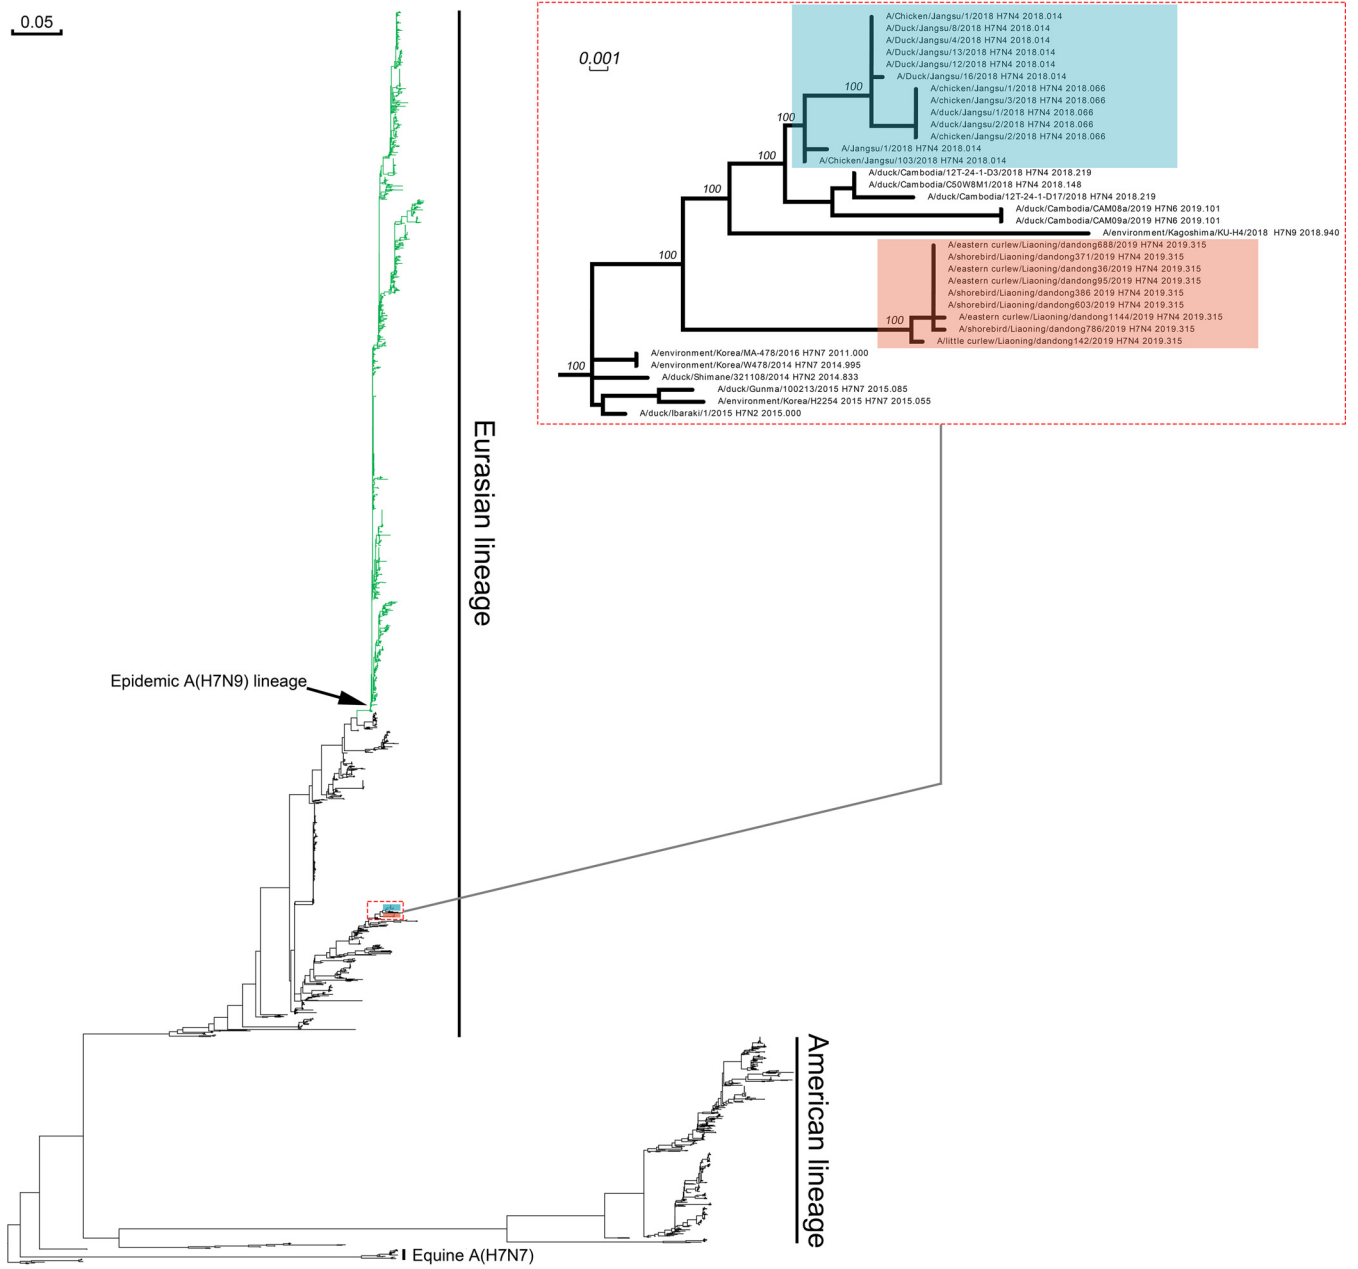 0.05
0.001
A/Chicken/Jangsu/1/2018 H7N4 2018.014
A/Duck/Jangsu/8/2018 H7N4 2018.014
A/Duck/Jangsu/4/2018 H7N4 2018.014
A/Duck/Jangsu/13/2018 H7N4 2018.014
A/Duck/Jangsu/12/2018 H7N4 2018.014
A/Duck/Jangsu/16/2018 H7N4 2018.014
100
A/chicken/Jangsu/1/2018 H7N4 2018.066
A/chicken/Jangsu/3/2018 H7N4 2018.066
A/duck/Jangsu/1/2018 H7N4 2018.066
100
A/duck/Jangsu/2/2018 H7N4 2018.066
A/chicken/Jangsu/2/2018 H7N4 2018.066
A/Jangsu/1/2018 H7N4 2018.014
100
A/Chicken/Jangsu/103/2018 H7N4 2018.014
A/duck/Cambodia/12T-24-1-D3/2018 H7N4 2018.219
A/duck/Cambodia/C50W8M1/2018 H7N4 2018.148
100
A/duck/Cambodia/12T-24-1-D17/2018 H7N4 2018.219
A/duck/Cambodia/CAM08a/2019 H7N6 2019.101
A/duck/Cambodia/CAM09a/2019 H7N6 2019.101
A/environment/Kagoshima/KU-H4/2018 H7N9 2018.940
A/eastern curlew/Liaoning/dandong688/2019 H7N4 2019.315
100
A/shorebird/Liaoning/dandong371/2019 H7N4 2019.315
A/eastern curlew/Liaoning/dandong36/2019 H7N4 2019.315
A/eastern curlew/Liaoning/dandong95/2019 H7N4 2019.315
A/shorebird/Liaoning/dandong386 2019 H7N4 2019.315
A/shorebird/Liaoning/dandong603/2019 H7N4 2019.315
A/eastern curlew/Liaoning/dandong1144/2019 H7N4 2019.315
100
A/shorebird/Liaoning/dandong786/2019 H7N4 2019.315
A/little curlew/Liaoning/dandong142/2019 H7N4 2019.315
A/environment/Korea/MA-478/2016 H7N7 2011.000
A/environment/Korea/W478/2014 H7N7 2014.995
100
A/duck/Shimane/321108/2014 H7N2 2014.833
A/duck/Gunma/100213/2015 H7N7 2015.085
A/environment/Korea/H2254 2015 H7N7 2015.055
A/duck/Ibaraki/1/2015 H7N2 2015.000
Eurasian lineage
Epidemic A(H7N9) lineage
American lineage
Equine A(H7N7)